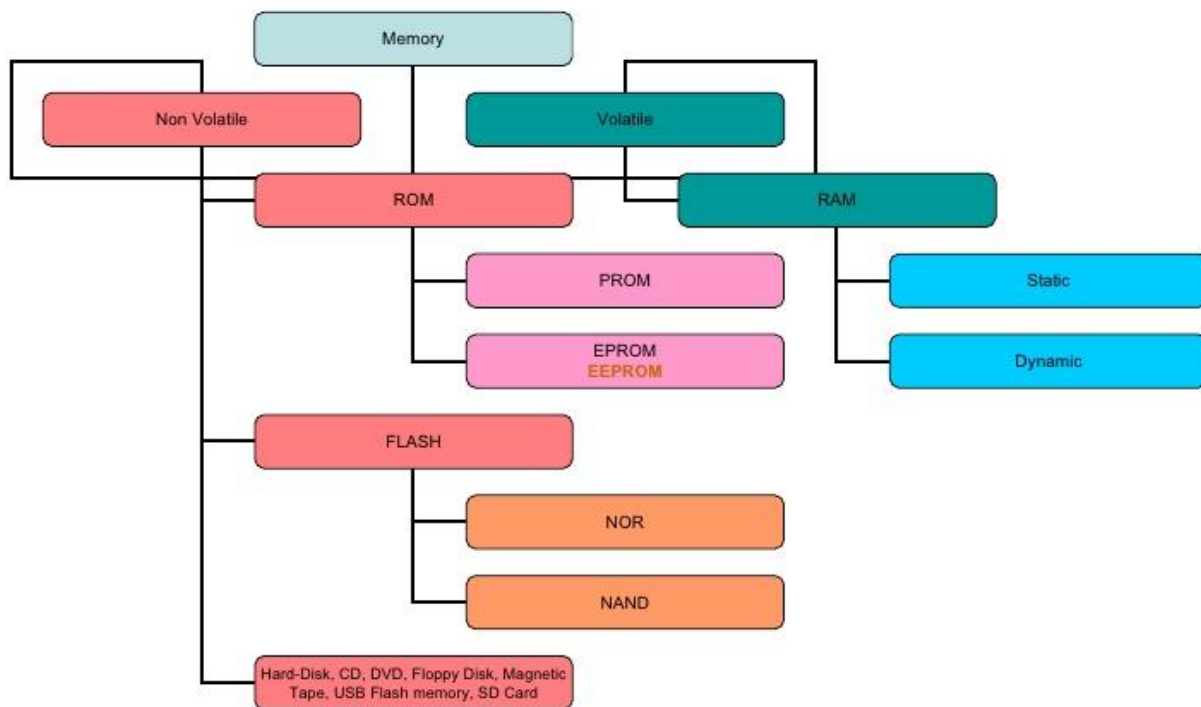 Memory
Non Volatile
Volatile
ROM
RAM
PROM
Static
EPROM
EEPROM
Dynamic
FLASH
NOR
NAND
Hard-Disk, CD, DVD, Floppy Disk, Magnetic
Tape, USB Flash memory, SD Card